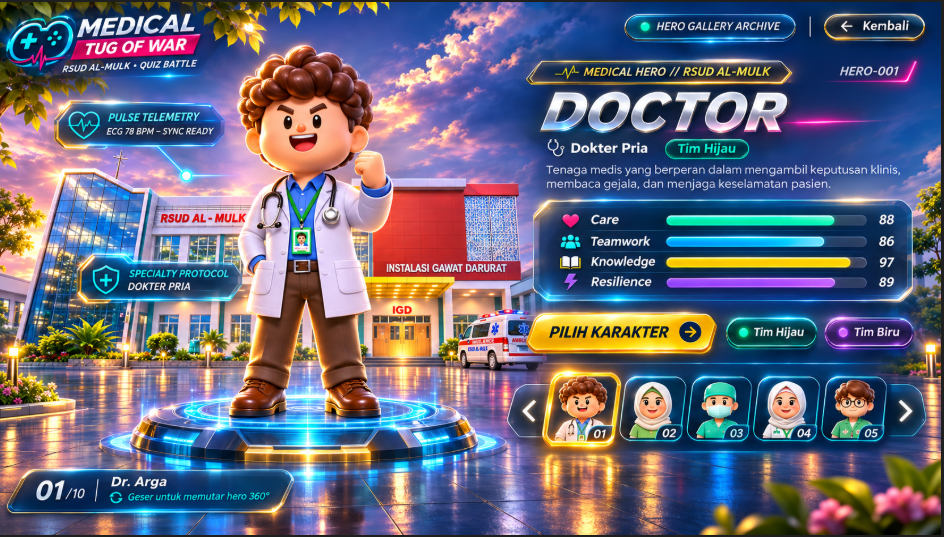 MEDICAL
TUG OF WAR
RSUD AL-MULK • QUIZ BATTLE
HERO GALLERY ARCHIVE
← Kembali
PULSE TELEMETRY
ECG 78 BPM – SYNC READY
MEDICAL HERO // RSUD AL-MULK
HERO-001
DOCTOR
Dokter Pria
Tim Hijau
Tenaga medis yang berperan dalam mengambil keputusan klinis,
membaca gejala, dan menjaga keselamatan pasien.
RSUD AL - MULK
Care 88
Teamwork 86
Knowledge 97
Resilience 89
SPECIALTY PROTOCOL
DOKTER PRIA
INSTALASI GAWAT DARURAT
IGD
PILIH KARAKTER
Tim Hijau
Tim Biru
01
02
03
04
05
01/10
Dr. Arga
Geser untuk memutar hero 360°